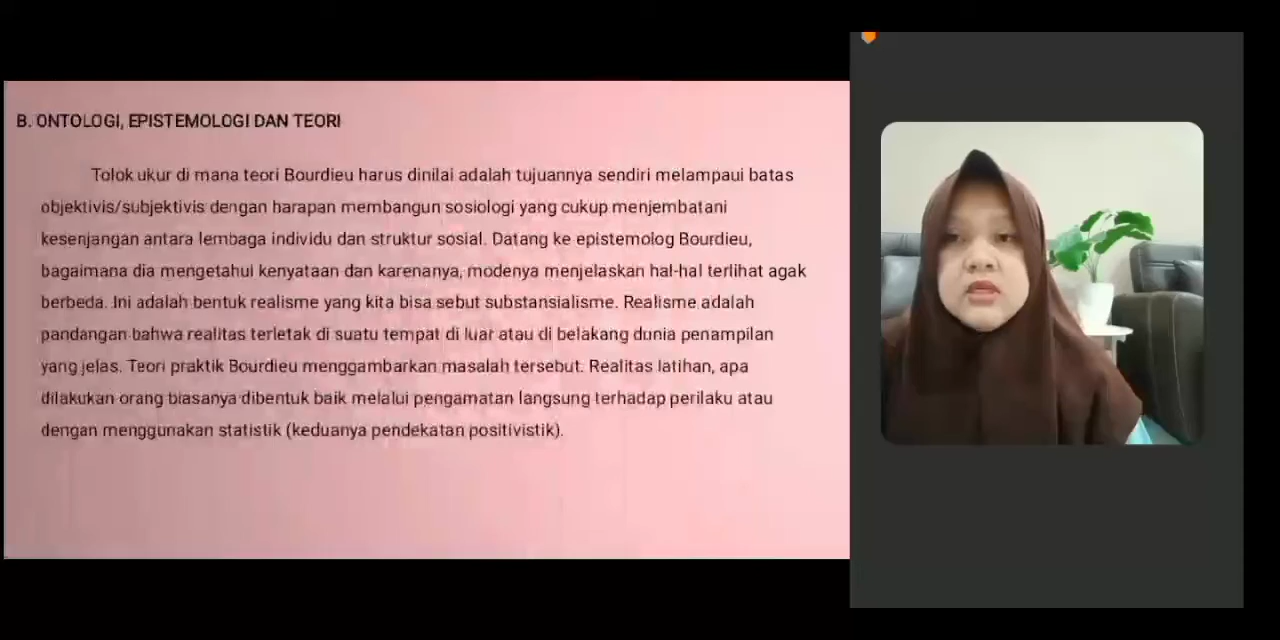 B. ONTOLOGI, EPISTEMOLOGI DAN TEORI
Tolok ukur di mana teori Bourdieu harus dinilai adalah tujuannya sendiri melampaui batas
objektivis/subjektivis dengan harapan membangun sosiologi yang cukup menjembatani
kesenjangan antara lembaga individu dan struktur sosial. Datang ke epistemolog Bourdieu,
bagaimana dia mengetahui kenyataan dan karenanya, modenya menjelaskan hal-hal terlihat agak
berbeda. Ini adalah bentuk realisme yang kita bisa sebut substansialisme. Realisme adalah
pandangan bahwa realitas terletak di suatu tempat di luar atau di belakang dunia penampilan
yang jelas. Teori praktik Bourdieu menggambarkan masalah tersebut. Realitas latihan, apa
dilakukan orang biasanya dibentuk baik melalui pengamatan langsung terhadap perilaku atau
dengan menggunakan statistik (keduanya pendekatan positivistik).